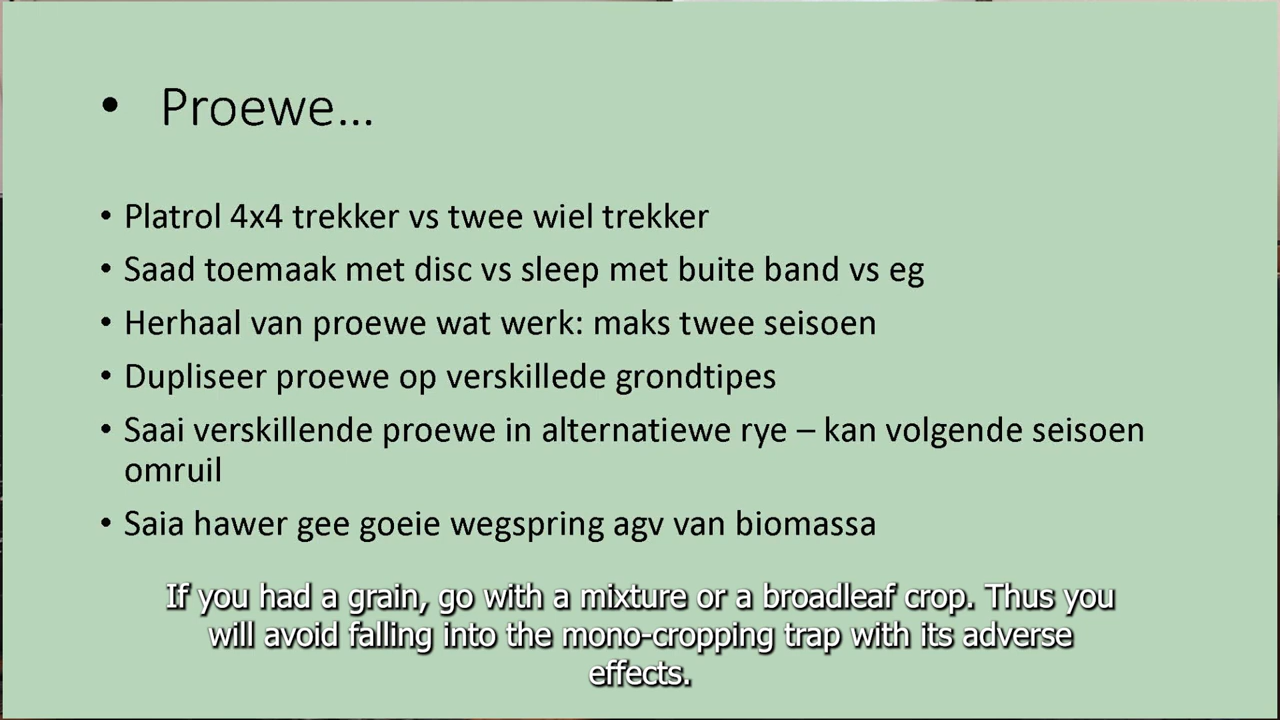 • Proewe...
• Platrol 4x4 trekker vs twee wiel trekker
• Saad toemaak met disc vs sleep met buite band vs eg
• Herhaal van proewe wat werk: maks twee seisoen
• Dupliseer proewe op verskillede grondtipes
• Saai verskillende proewe in alternatiewe rye – kan volgende seisoen
omruil
• Saia hawer gee goeie wegspring agv van biomassa
If you had a grain, go with a mixture or a broadleaf crop. Thus you
will avoid falling into the mono-cropping trap with its adverse
effects.